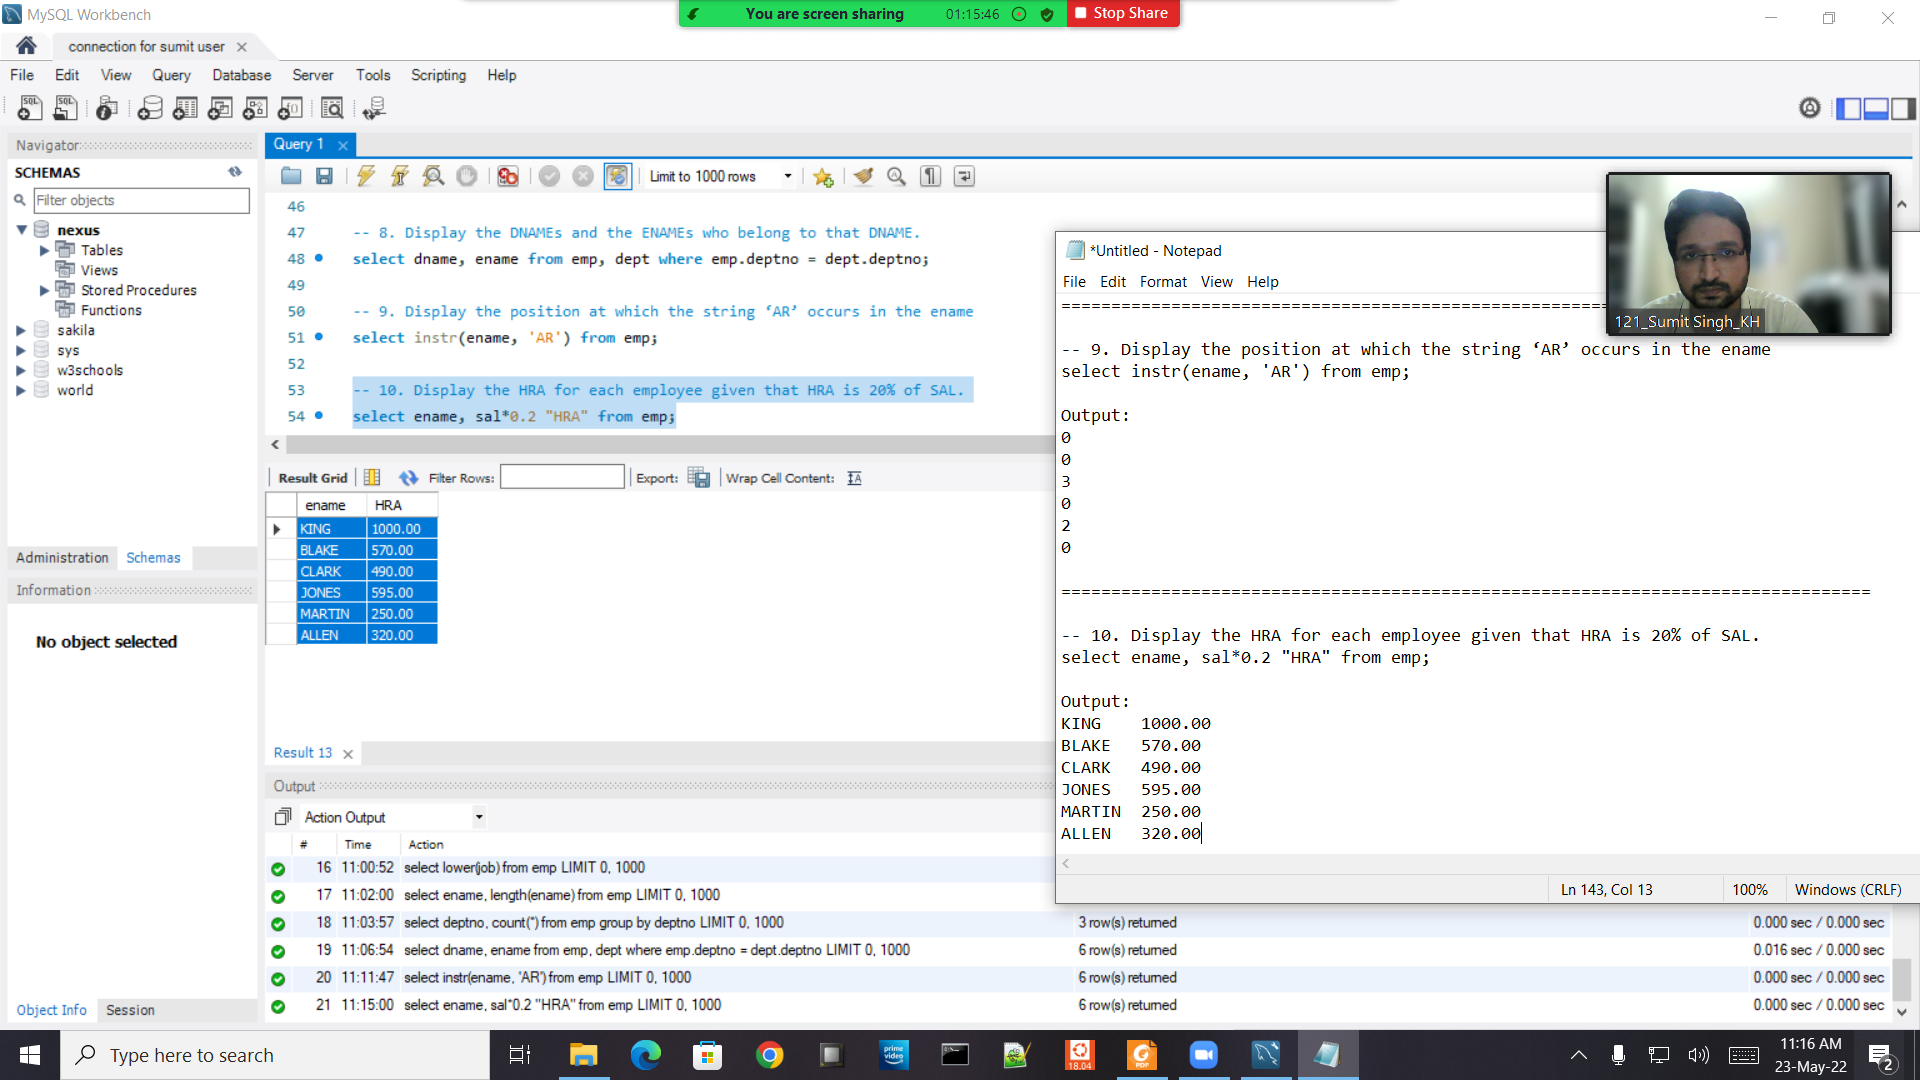 MySQL Workbench
You are screen sharing 01:15:46 Stop Share
connection for sumit user
File Edit View Query Database Server Tools Scripting Help
Navigator
SCHEMAS
Filter objects
nexus
Tables
Views
Stored Procedures
Functions
sakila
sys
w3schools
world
Administration Schemas
Information
No object selected
Object Info Session
Query 1
Limit to 1000 rows
46
47 -- 8. Display the DNAMEs and the ENAMEs who belong to that DNAME.
48 select dname, ename from emp, dept where emp.deptno = dept.deptno;
49
50 -- 9. Display the position at which the string ‘AR’ occurs in the ename
51 select instr(ename, 'AR') from emp;
52
53 -- 10. Display the HRA for each employee given that HRA is 20% of SAL.
54 select ename, sal*0.2 "HRA" from emp;
Result Grid Filter Rows: Export: Wrap Cell Content:
ename HRA
KING 1000.00
BLAKE 570.00
CLARK 490.00
JONES 595.00
MARTIN 250.00
ALLEN 320.00
Result 13
Output
Action Output
# Time Action
16 11:00:52 select lower(job) from emp LIMIT 0, 1000
17 11:02:00 select ename, length(ename) from emp LIMIT 0, 1000
18 11:03:57 select deptno, count(*) from emp group by deptno LIMIT 0, 1000 3 row(s) returned 0.000 sec / 0.000 sec
19 11:06:54 select dname, ename from emp, dept where emp.deptno = dept.deptno LIMIT 0, 1000 6 row(s) returned 0.016 sec / 0.000 sec
20 11:11:47 select instr(ename, 'AR') from emp LIMIT 0, 1000 6 row(s) returned 0.000 sec / 0.000 sec
21 11:15:00 select ename, sal*0.2 "HRA" from emp LIMIT 0, 1000 6 row(s) returned 0.000 sec / 0.000 sec
*Untitled - Notepad
File Edit Format View Help
121_Sumit Singh_KH
-- 9. Display the position at which the string ‘AR’ occurs in the ename
select instr(ename, 'AR') from emp;
Output:
0
0
3
0
2
0
=================================================================================
-- 10. Display the HRA for each employee given that HRA is 20% of SAL.
select ename, sal*0.2 "HRA" from emp;
Output:
KING 1000.00
BLAKE 570.00
CLARK 490.00
JONES 595.00
MARTIN 250.00
ALLEN 320.00
Ln 143, Col 13 100% Windows (CRLF)
Type here to search
prime video
18.04
PDF
11:16 AM
23-May-22
2